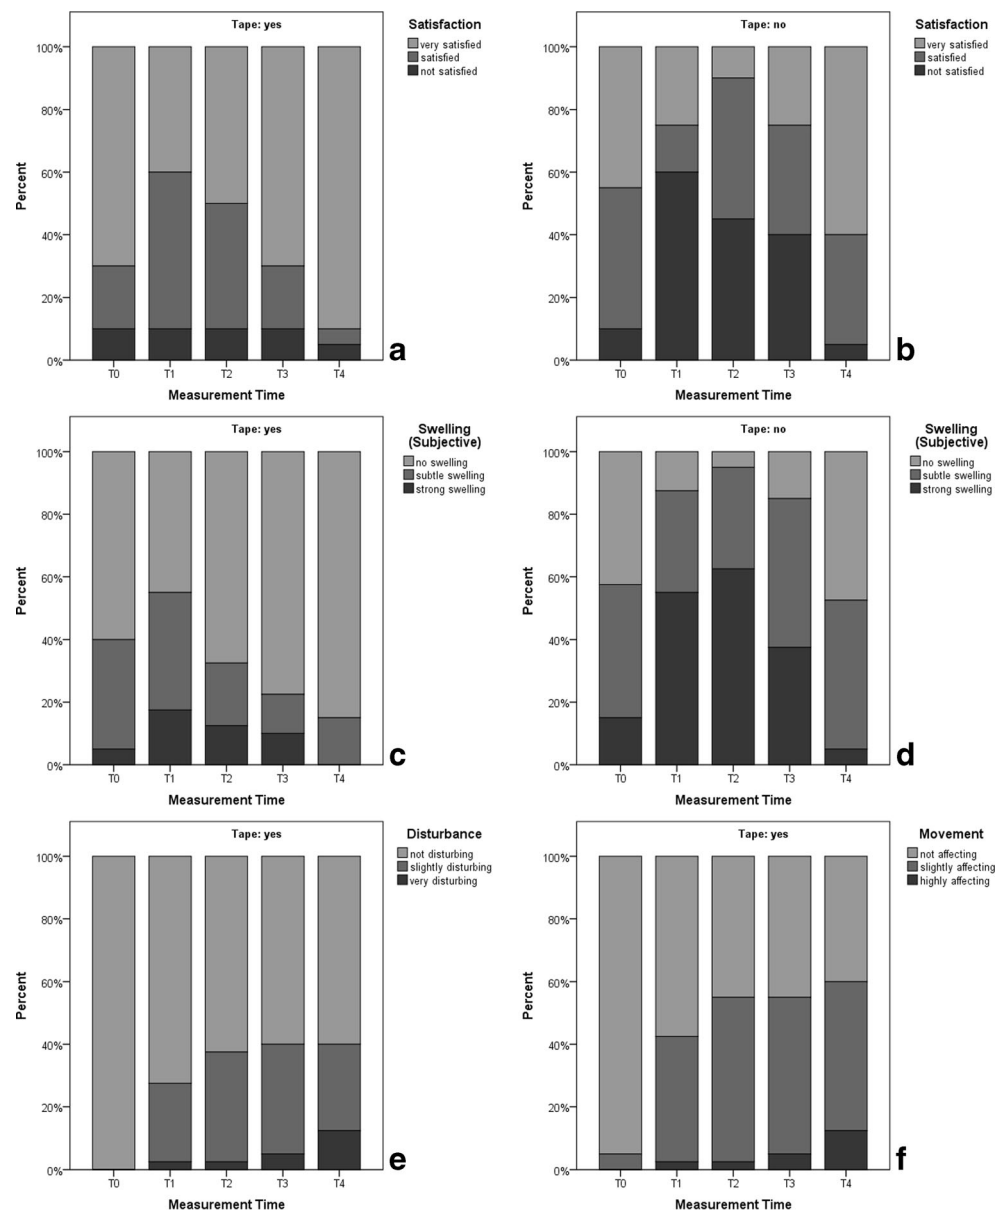 Tape: yes
Satisfaction
very satisfied
satisfied
not satisfied
100%
80%
60%
40%
20%
0%
Percent
T0 T1 T2 T3 T4
Measurement Time
a
Tape: no
Satisfaction
very satisfied
satisfied
not satisfied
100%
80%
60%
40%
20%
0%
Percent
T0 T1 T2 T3 T4
Measurement Time
b
Tape: yes
Swelling
(Subjective)
no swelling
subtle swelling
strong swelling
100%
80%
60%
40%
20%
0%
Percent
T0 T1 T2 T3 T4
Measurement Time
c
Tape: no
Swelling
(Subjective)
no swelling
subtle swelling
strong swelling
100%
80%
60%
40%
20%
0%
Percent
T0 T1 T2 T3 T4
Measurement Time
d
Tape: yes
Disturbance
not disturbing
slightly disturbing
very disturbing
100%
80%
60%
40%
20%
0%
Percent
T0 T1 T2 T3 T4
Measurement Time
e
Tape: yes
Movement
not affecting
slightly affecting
highly affecting
100%
80%
60%
40%
20%
0%
Percent
T0 T1 T2 T3 T4
Measurement Time
f